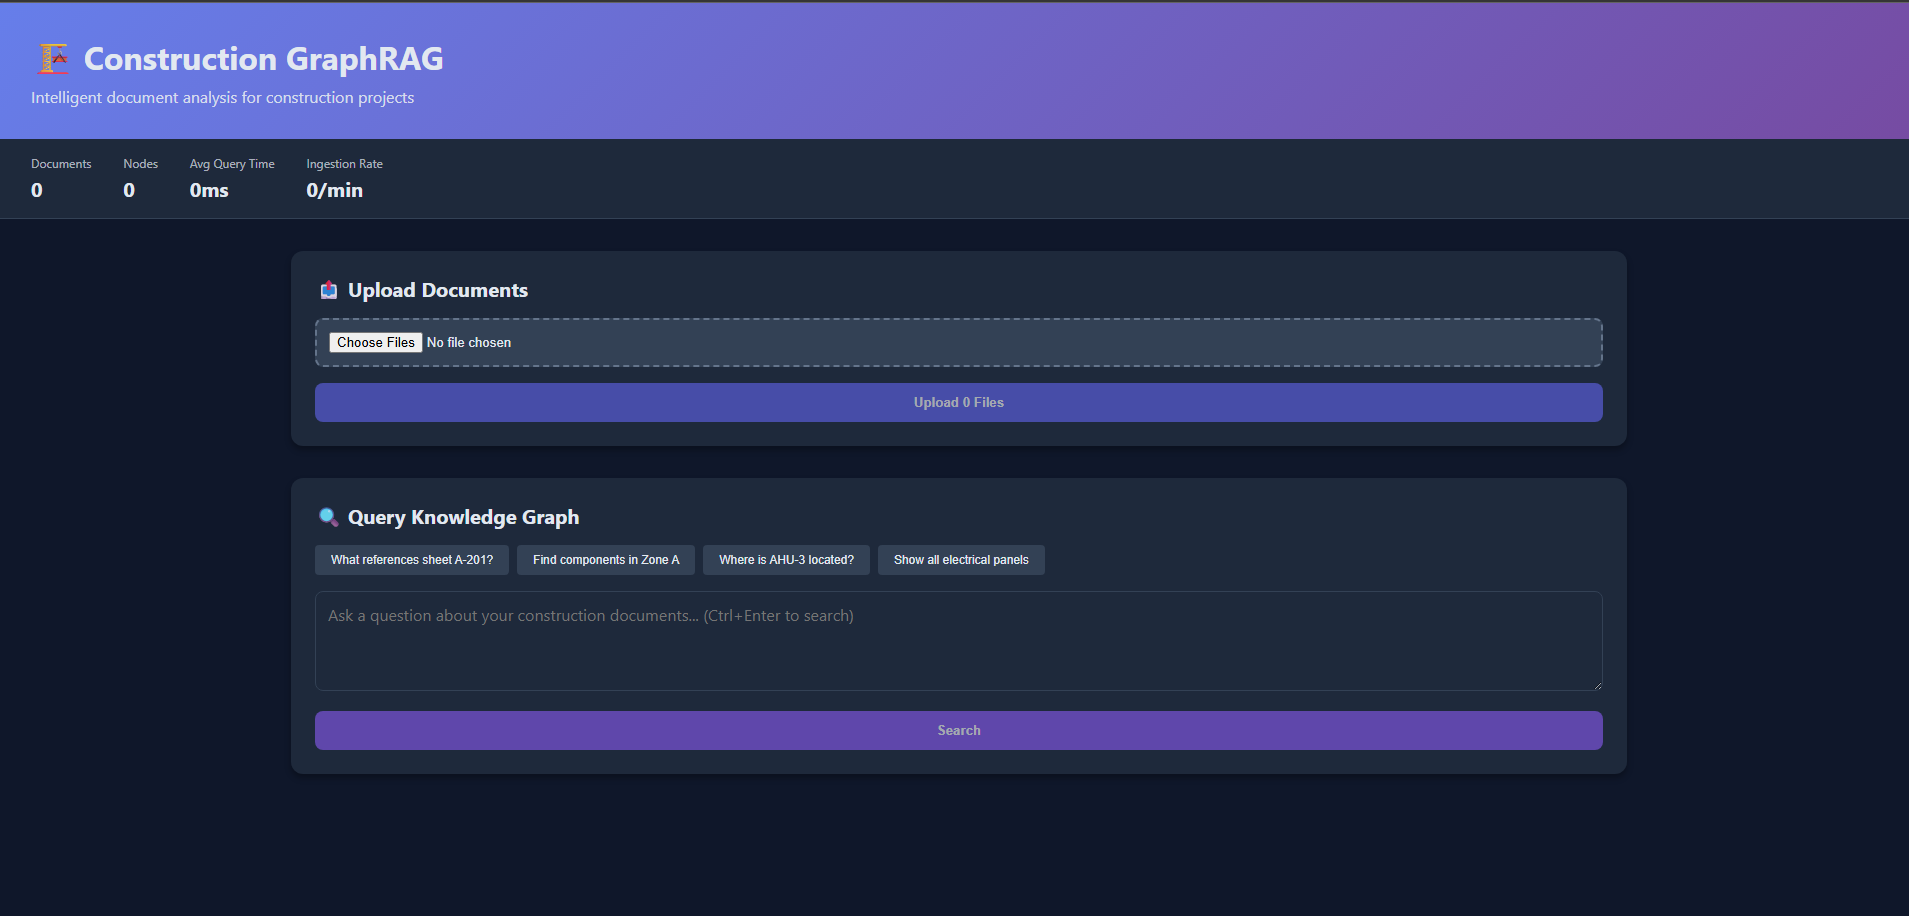 Construction GraphRAG
Intelligent document analysis for construction projects
Documents Nodes Avg Query Time Ingestion Rate
0 0 0ms 0/min
Upload Documents
Choose Files No file chosen
Upload 0 Files
Query Knowledge Graph
What references sheet A-201? Find components in Zone A Where is AHU-3 located? Show all electrical panels
Ask a question about your construction documents... (Ctrl+Enter to search)
Search